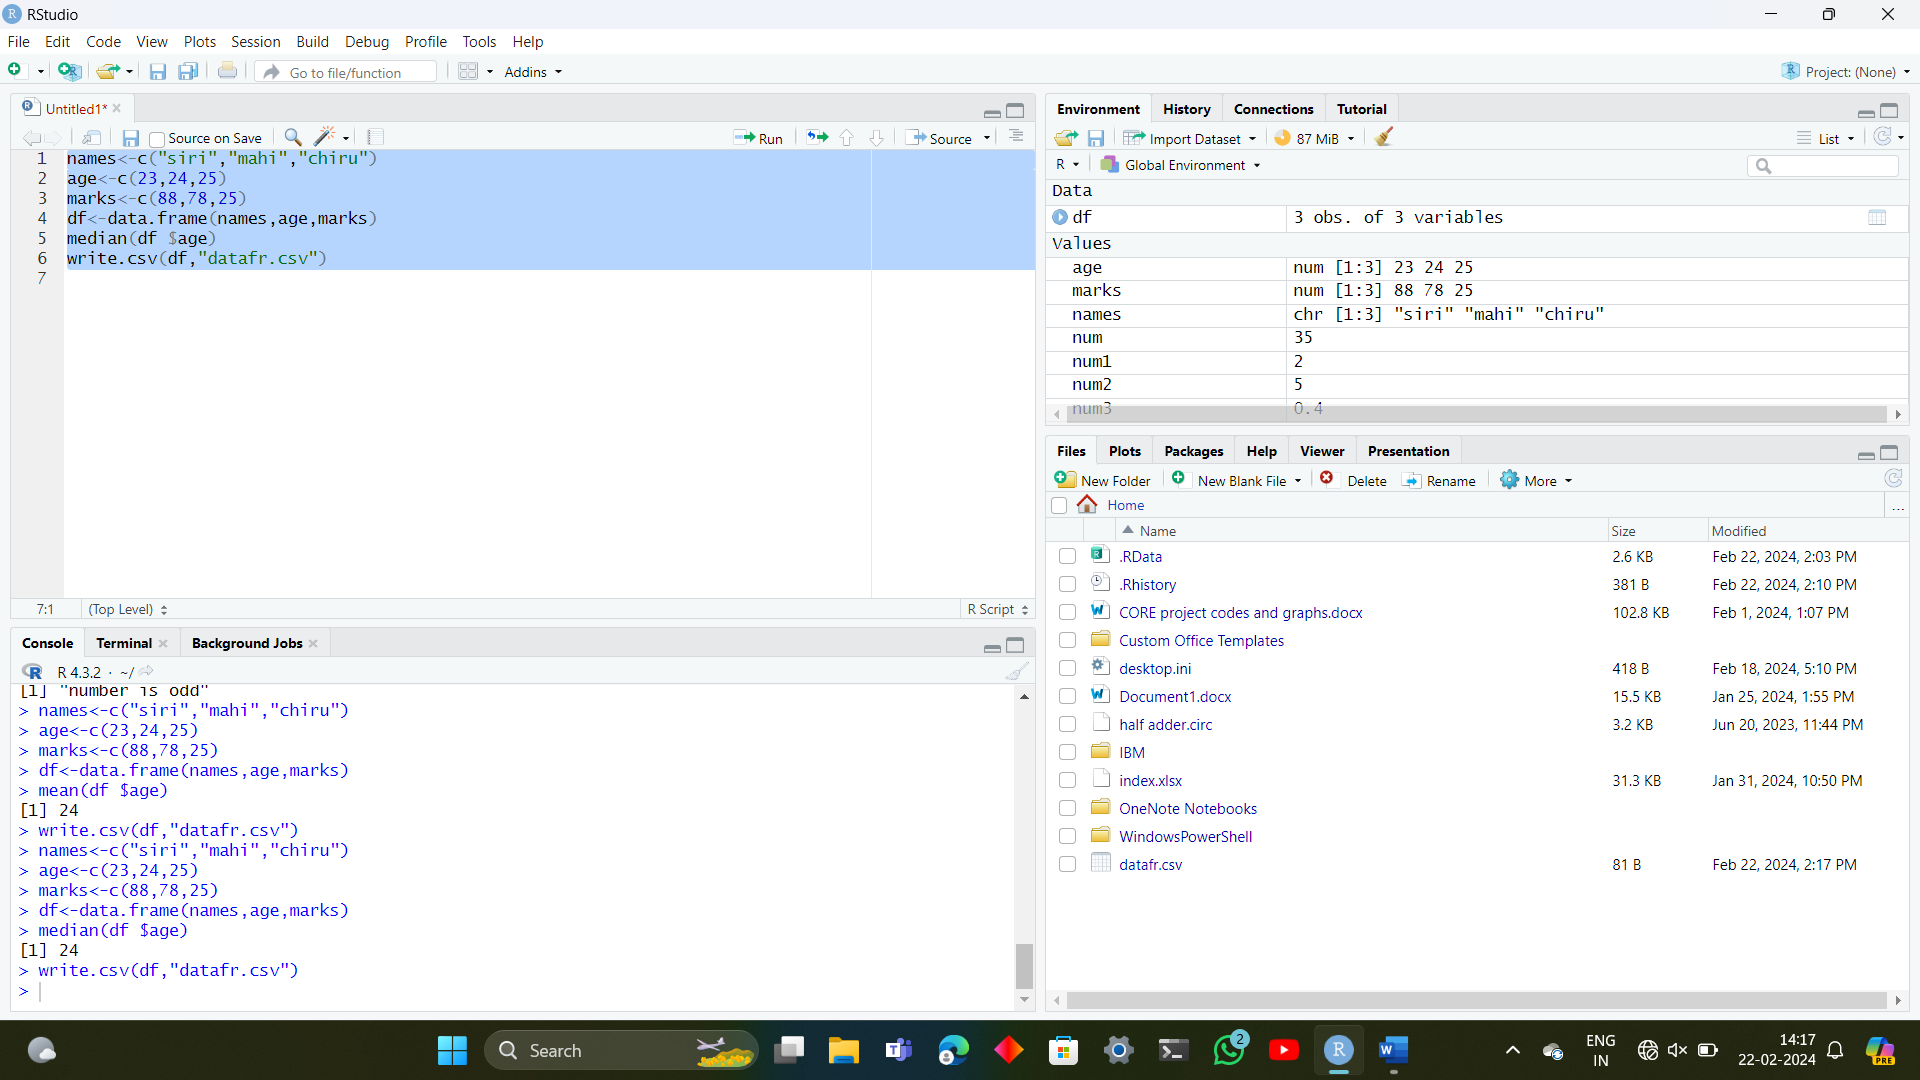 RStudio
File Edit Code View Plots Session Build Debug Profile Tools Help
Go to file/function Addins Project: (None)
Untitled1*
Source on Save Run Source
1 names<-c("siri","mahi","chiru")
2 age<-c(23,24,25)
3 marks<-c(88,78,25)
4 df<-data.frame(names,age,marks)
5 median(df $age)
6 write.csv(df,"datafr.csv")
7
7:1 (Top Level) R Script
Console Terminal Background Jobs
R 4.3.2 · ~/
[1] "number is odd"
> names<-c("siri","mahi","chiru")
> age<-c(23,24,25)
> marks<-c(88,78,25)
> df<-data.frame(names,age,marks)
> mean(df $age)
[1] 24
> write.csv(df,"datafr.csv")
> names<-c("siri","mahi","chiru")
> age<-c(23,24,25)
> marks<-c(88,78,25)
> df<-data.frame(names,age,marks)
> median(df $age)
[1] 24
> write.csv(df,"datafr.csv")
>
Environment History Connections Tutorial
Import Dataset 87 MiB List
R Global Environment
Data
df 3 obs. of 3 variables
Values
age num [1:3] 23 24 25
marks num [1:3] 88 78 25
names chr [1:3] "siri" "mahi" "chiru"
num 35
num1 2
num2 5
num3 0.4
Files Plots Packages Help Viewer Presentation
New Folder New Blank File Delete Rename More
Home ...
Name Size Modified
.RData 2.6 KB Feb 22, 2024, 2:03 PM
.Rhistory 381 B Feb 22, 2024, 2:10 PM
CORE project codes and graphs.docx 102.8 KB Feb 1, 2024, 1:07 PM
Custom Office Templates
desktop.ini 418 B Feb 18, 2024, 5:10 PM
Document1.docx 15.5 KB Jan 25, 2024, 1:55 PM
half adder.circ 3.2 KB Jun 20, 2023, 11:44 PM
IBM
index.xlsx 31.3 KB Jan 31, 2024, 10:50 PM
OneNote Notebooks
WindowsPowerShell
datafr.csv 81 B Feb 22, 2024, 2:17 PM
Search 2 ENG 14:17
IN 22-02-2024 PRE